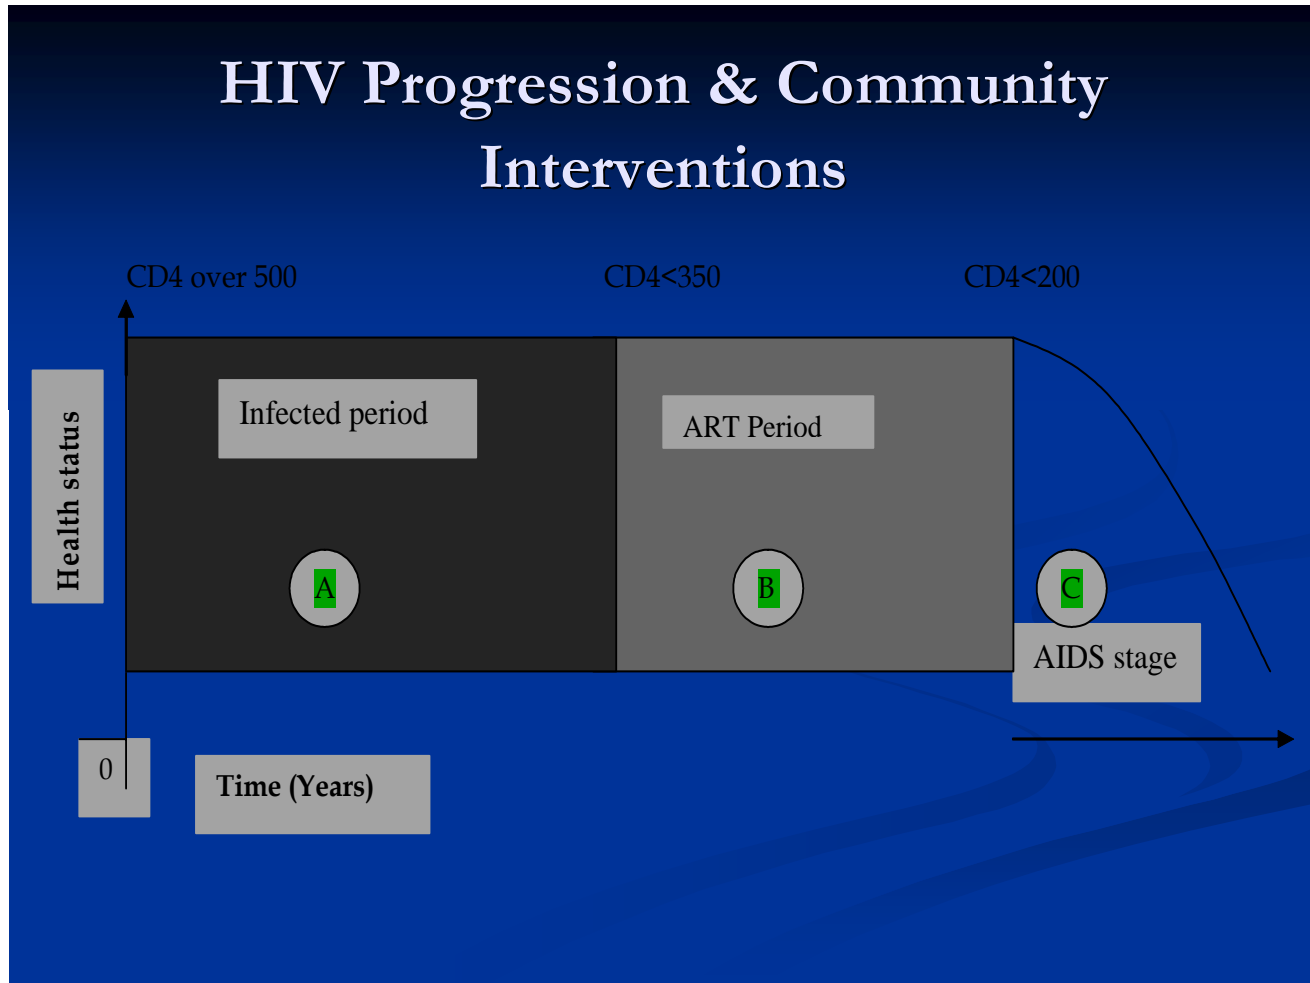 HIV Progression & Community
Interventions
CD4 over 500
CD4<350
CD4<200
Health status
Infected period
ART Period
A
B
C
AIDS stage
0
Time (Years)